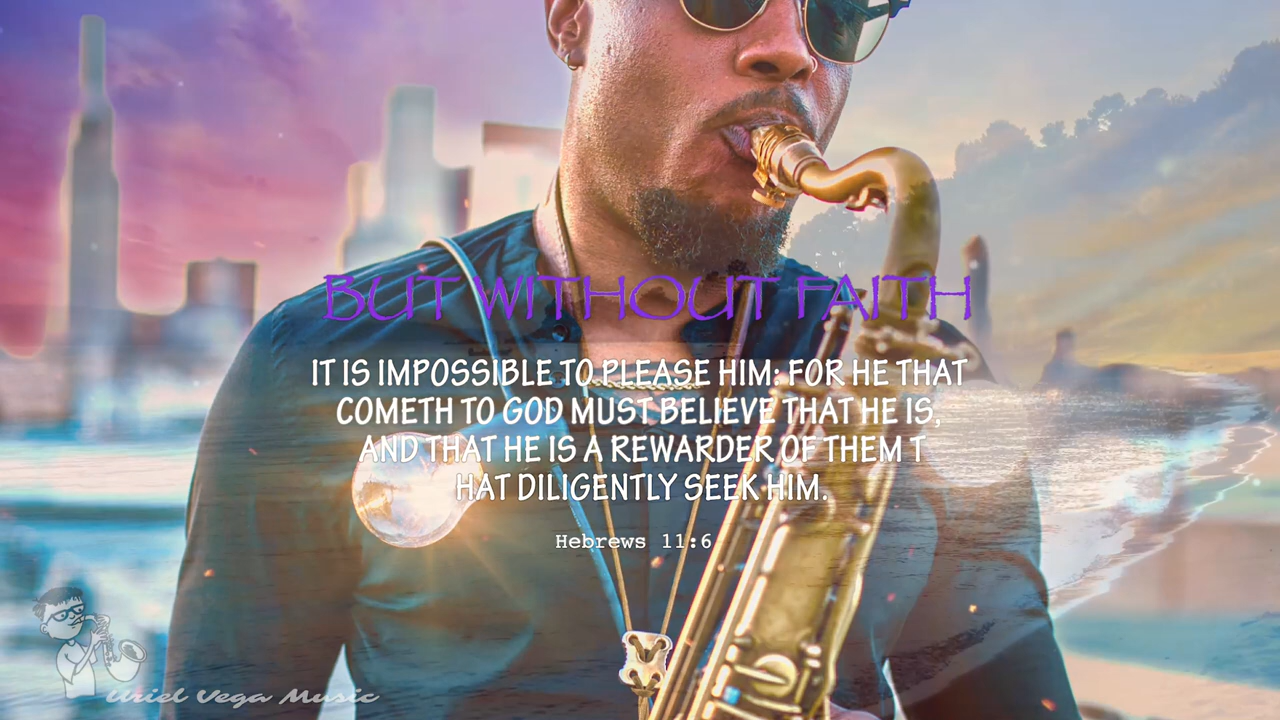 BUT WITHOUT FAITH
IT IS IMPOSSIBLE TO PLEASE HIM: FOR HE THAT
COMETH TO GOD MUST BELIEVE THAT HE IS,
AND THAT HE IS A REWARDER OF THEM T
HAT DILIGENTLY SEEK HIM.
Hebrews 11:6
Uriel Vega Music